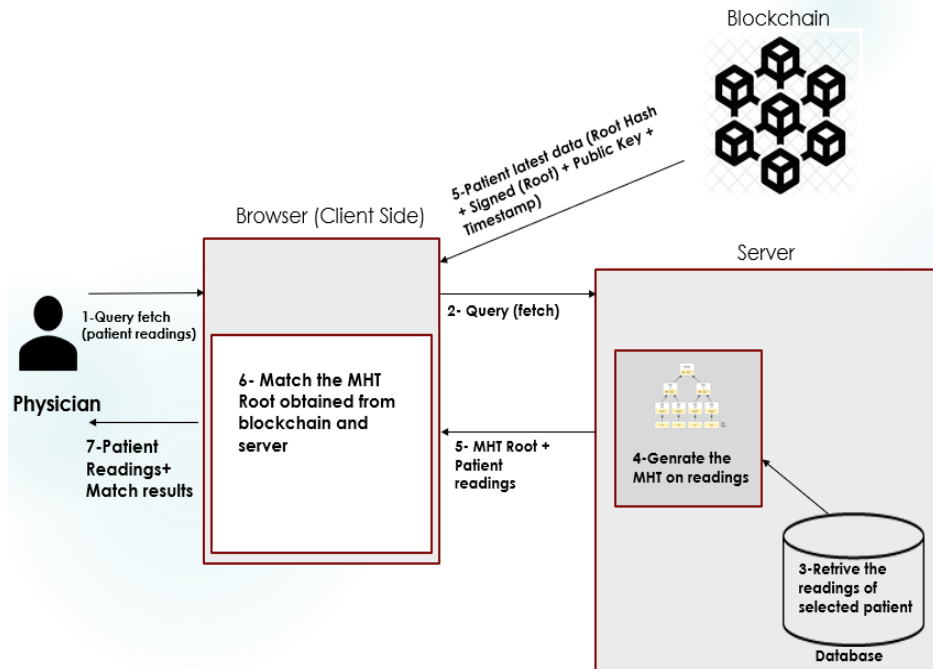 Blockchain
5-Patient latest data (Root Hash
+ Signed (Root) + Public Key +
Timestamp)
Browser (Client Side)
Server
1-Query fetch
(patient readings)
2- Query (fetch)
Physician
6- Match the MHT
Root obtained from
blockchain and
server
7-Patient
Readings+
Match results
5- MHT Root +
Patient
readings
4-Genrate the
MHT on readings
3-Retrive the
readings of
selected patient
Database